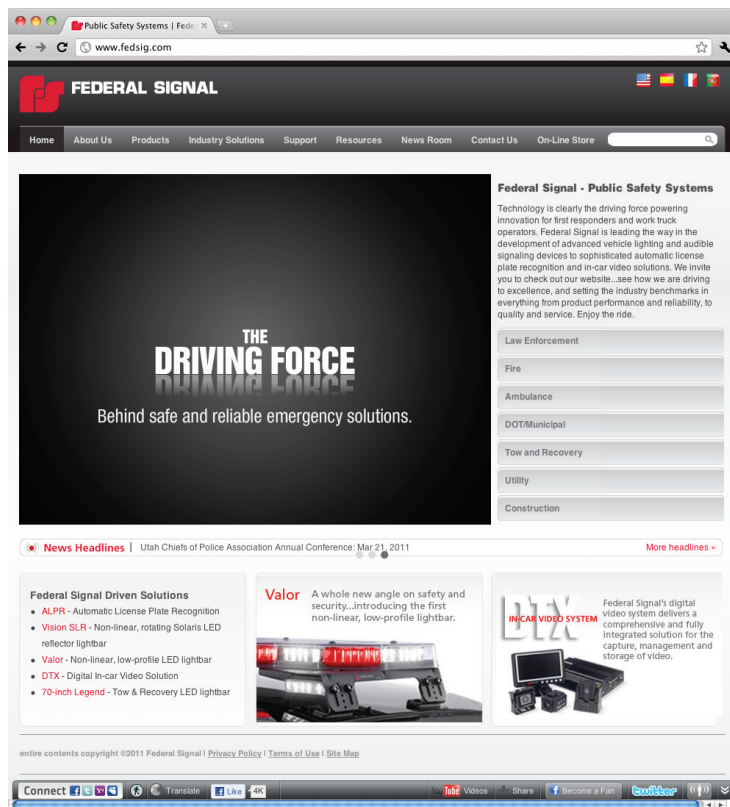 Public Safety Systems | Fede
www.fedsig.com
FEDERAL SIGNAL
Home About Us Products Industry Solutions Support Resources News Room Contact Us On-Line Store
THE
DRIVING FORCE
Behind safe and reliable emergency solutions.
Federal Signal - Public Safety Systems
Technology is clearly the driving force powering
innovation for first responders and work truck
operators. Federal Signal is leading the way in the
development of advanced vehicle lighting and audible
signaling devices to sophisticated automatic license
plate recognition and in-car video solutions. We invite
you to check out our website...see how we are driving
to excellence, and setting the industry benchmarks in
everything from product performance and reliability, to
quality and service. Enjoy the ride.
Law Enforcement
Fire
Ambulance
DOT/Municipal
Tow and Recovery
Utility
Construction
News Headlines | Utah Chiefs of Police Association Annual Conference: Mar 21, 2011 More headlines »
Federal Signal Driven Solutions
• ALPR - Automatic License Plate Recognition
• Vision SLR - Non-linear, rotating Solaris LED
reflector lightbar
• Valor - Non-linear, low-profile LED lightbar
• DTX - Digital In-car Video Solution
• 70-inch Legend - Tow & Recovery LED lightbar
Valor
A whole new angle on safety and
security...introducing the first
non-linear, low-profile lightbar.
DTX
IN-CAR VIDEO SYSTEM
Federal Signal's digital
video system delivers a
comprehensive and fully
integrated solution for the
capture, management and
storage of video.
entire contents copyright ©2011 Federal Signal | Privacy Policy | Terms of Use | Site Map
Connect Translate Like 4K YouTube Videos Share Become a Fan twitter